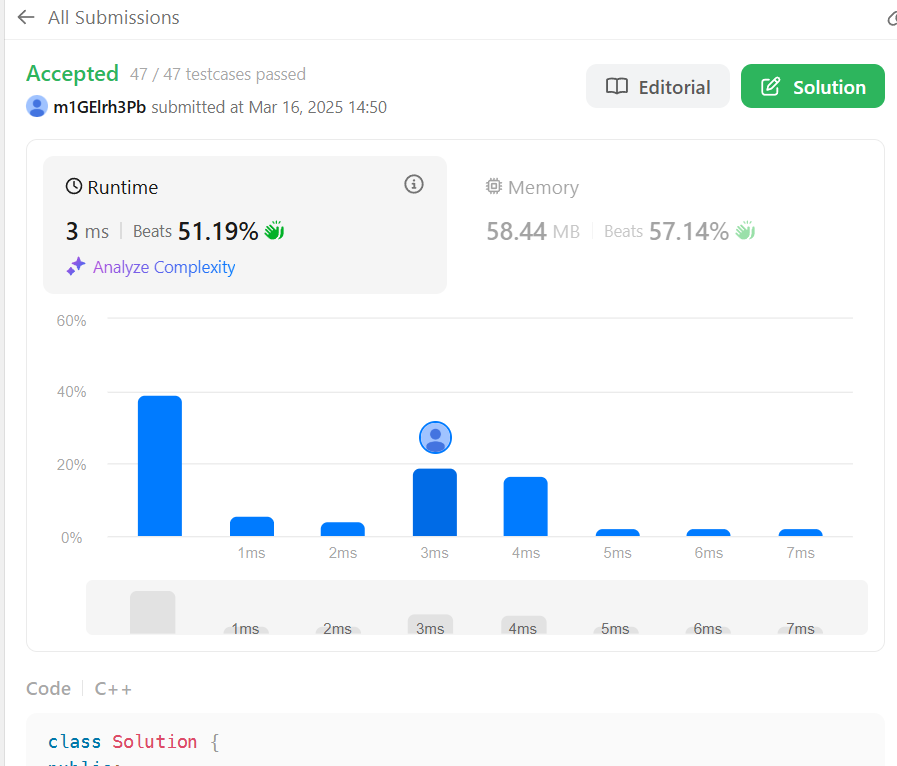 All Submissions
Accepted 47 / 47 testcases passed
m1GElrh3Pb submitted at Mar 16, 2025 14:50
Editorial
Solution
Runtime
3 ms Beats 51.19%
Analyze Complexity
Memory
58.44 MB Beats 57.14%
60%
40%
20%
0%
1ms 2ms 3ms 4ms 5ms 6ms 7ms
1ms 2ms 3ms 4ms 5ms 6ms 7ms
Code C++
class Solution {
public: